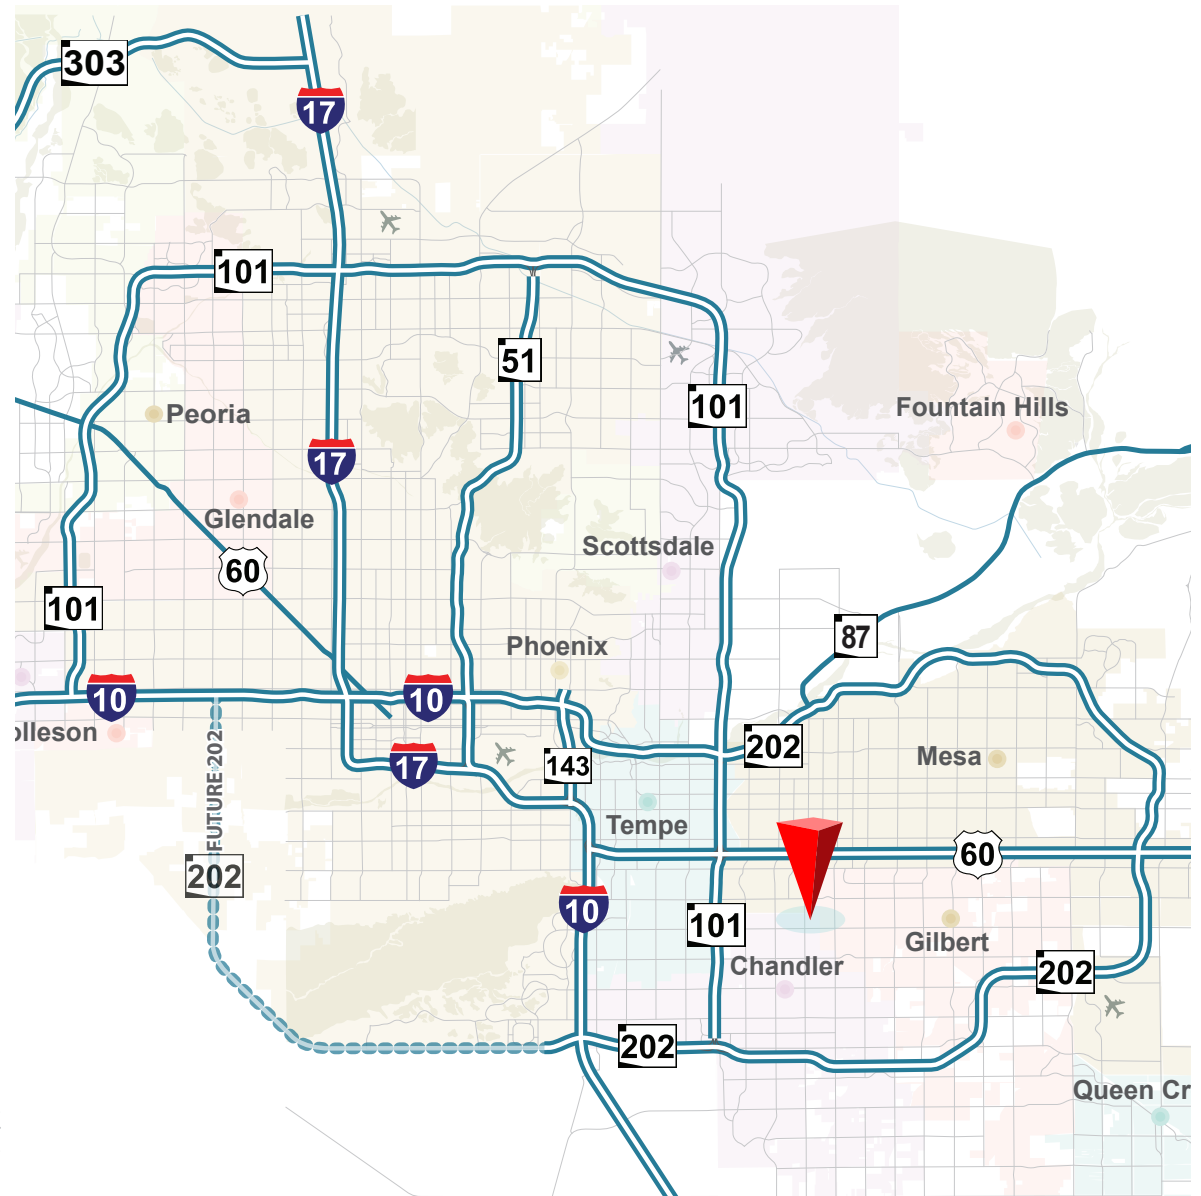 303
17
101
51
101
Peoria
Fountain Hills
17
Glendale
Scottsdale
60
101
87
Phoenix
10
10
olleson
FUTURE 202
202
Mesa
143
17
Tempe
60
202
10
101
Gilbert
Chandler
202
202
Queen Cr